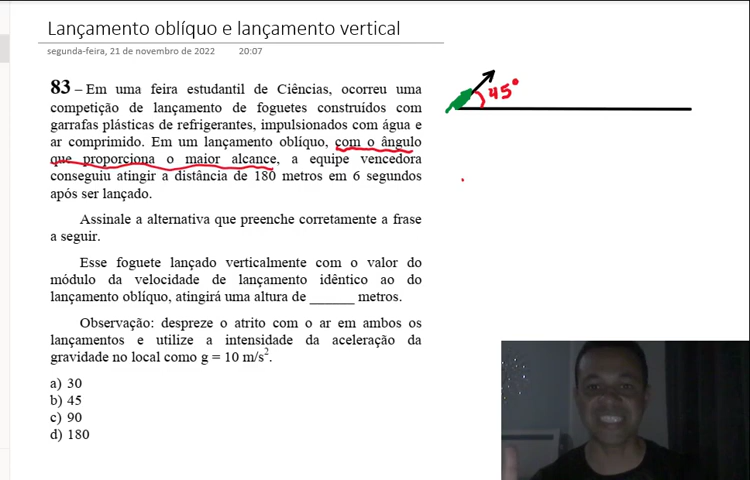 Lançamento oblíquo e lançamento vertical
segunda-feira, 21 de novembro de 2022 20:07
83 – Em uma feira estudantil de Ciências, ocorreu uma
competição de lançamento de foguetes construídos com
garrafas plásticas de refrigerantes, impulsionados com água e
ar comprimido. Em um lançamento oblíquo, com o ângulo
que proporciona o maior alcance, a equipe vencedora
conseguiu atingir a distância de 180 metros em 6 segundos
após ser lançado.
Assinale a alternativa que preenche corretamente a frase
a seguir.
Esse foguete lançado verticalmente com o valor do
módulo da velocidade de lançamento idêntico ao do
lançamento oblíquo, atingirá uma altura de ______ metros.
Observação: despreze o atrito com o ar em ambos os
lançamentos e utilize a intensidade da aceleração da
gravidade no local como g = 10 m/s².
a) 30
b) 45
c) 90
d) 180
45°